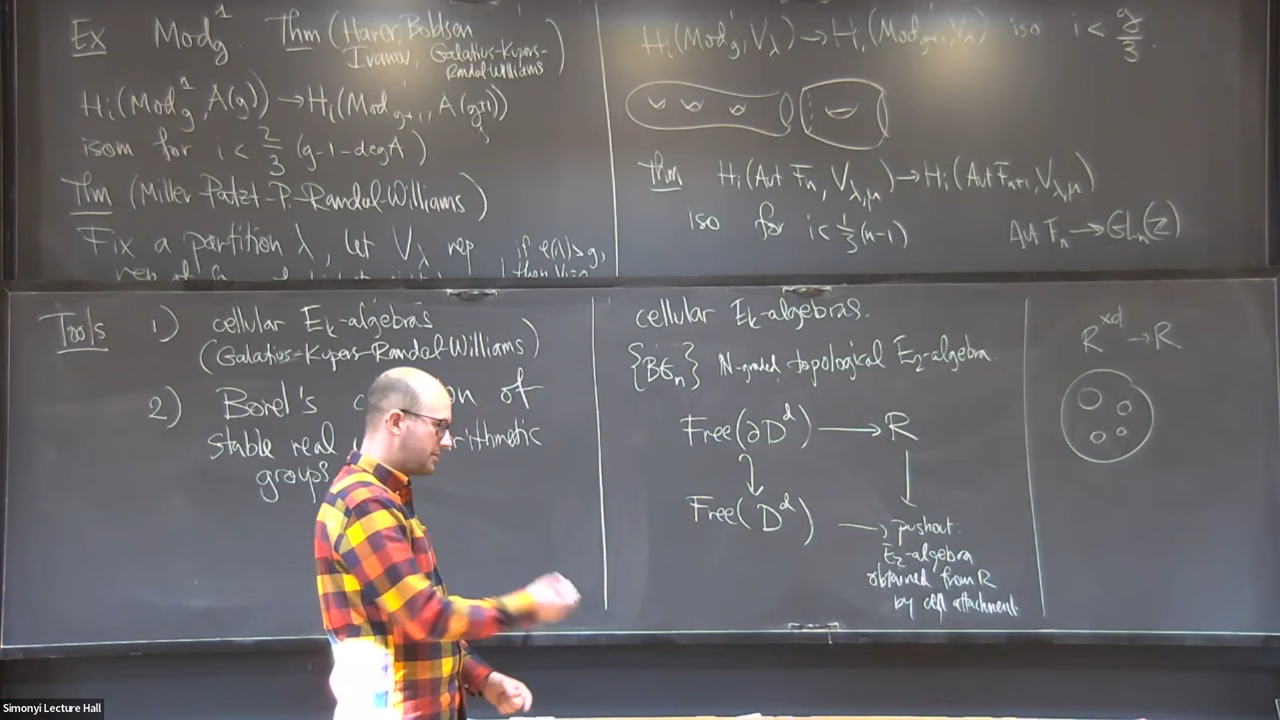 Ex Mod_g^1. Thm (Harer, Boldsen
Ivanov, Galatius-Kupers-
Randal-Williams)
H_i(Mod_g^1, A(g)) → H_i(Mod_{g+1}, A(g+1))
isom for i < 2/3 (g-1-deg A)
Thm (Miller Patzt-P.-Randal-Williams)
Fix a partition λ, let V_λ rep
if ℓ(λ)>g,
then
H_i(Mod_g^1, V_λ) → H_i(Mod_{g+1}^1, V_λ) iso i < g/3.
Thm H_i(Aut F_n, V_{λ,μ}) → H_i(Aut F_{n+1}, V_{λ,μ})
iso for i < 1/3 (n-1)
Aut F_n → GL_n(Z)
Tools 1) cellular E_k-algebras
(Galatius-Kupers-Randal-Williams)
2) Borel's of
stable real arithmetic
groups
cellular E_k-algebras.
{BG_n} N-graded topological E_2-algebra
Free(∂D^d) → R
Free(D^d) → pushout:
E_2-algebra
obtained from R
by cell attachment.
R^{×d} → R
Simonyi Lecture Hall